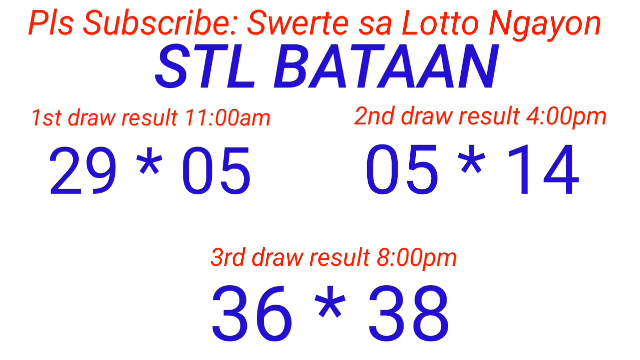 Pls Subscribe: Swerte sa Lotto Ngayon
STL BATAAN
1st draw result 11:00am
29 * 05
2nd draw result 4:00pm
05 * 14
3rd draw result 8:00pm
36 * 38